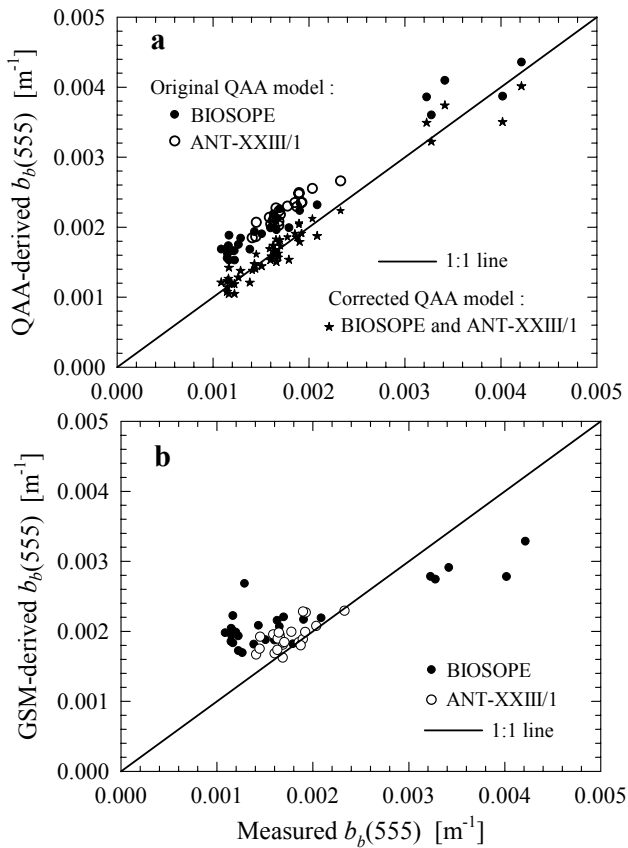 a
Original QAA model :
BIOSOPE
ANT-XXIII/1
1:1 line
Corrected QAA model :
BIOSOPE and ANT-XXIII/1
QAA-derived b_b(555) [m⁻¹]
0.005
0.004
0.003
0.002
0.001
0.000
0.000 0.001 0.002 0.003 0.004 0.005
b
BIOSOPE
ANT-XXIII/1
1:1 line
GSM-derived b_b(555) [m⁻¹]
0.005
0.004
0.003
0.002
0.001
0.000
0.000 0.001 0.002 0.003 0.004 0.005
Measured b_b(555) [m⁻¹]